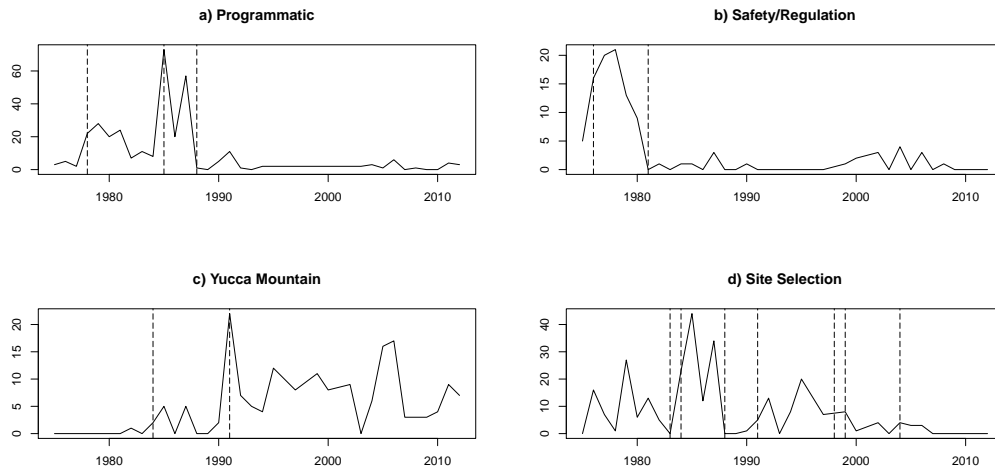 a) Programmatic
0 20 40 60
1980 1990 2000 2010
b) Safety/Regulation
0 5 10 15 20
1980 1990 2000 2010
c) Yucca Mountain
0 5 10 15 20
1980 1990 2000 2010
d) Site Selection
0 10 20 30 40
1980 1990 2000 2010